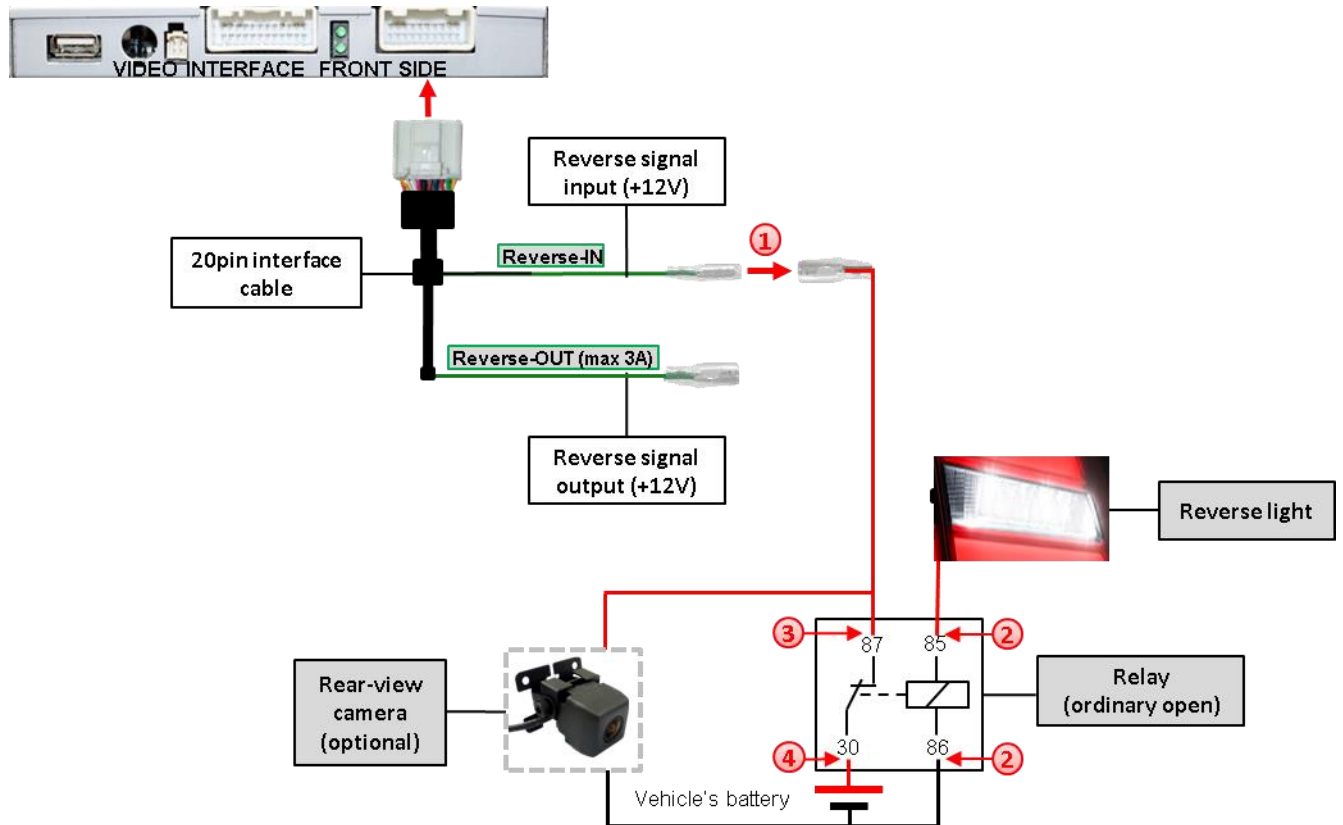 VIDEO INTERFACE FRONT SIDE
Reverse signal
input (+12V)
1
20pin interface
cable
Reverse-IN
Reverse-OUT (max 3A)
Reverse signal
output (+12V)
Reverse light
3
87
85
2
Rear-view
camera
(optional)
Relay
(ordinary open)
4
30
86
2
Vehicle's battery